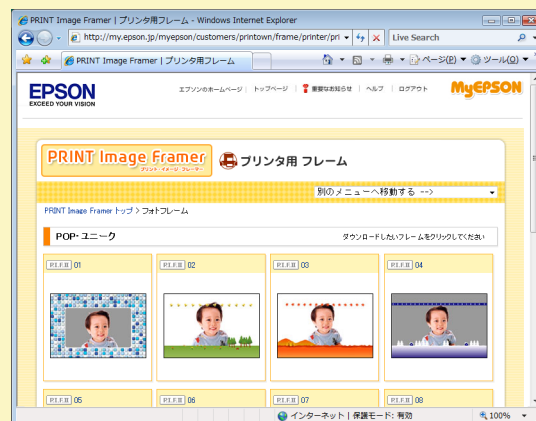 PRINT Image Framer | プリンタ用フレーム - Windows Internet Explorer
http://my.epson.jp/myepson/customers/printown/frame/printer/pri
Live Search
PRINT Image Framer | プリンタ用フレーム
ページ(P)
ツール(O)
EPSON
EXCEED YOUR VISION
エプソンのホームページ | トップページ | 重要なお知らせ | ヘルプ | ログアウト
MyEPSON
PRINT Image Framer
プリント・イメージ・フレーマー
プリンタ用 フレーム
別のメニューへ移動する -->
PRINT Image Framer トップ > フォトフレーム
POP・ユニーク
ダウンロードしたいフレームをクリックしてください
P.I.F.II 01
P.I.F.II 02
P.I.F.II 03
P.I.F.II 04
P.I.F.II 05
P.I.F.II 06
P.I.F.II 07
P.I.F.II 08
インターネット | 保護モード: 有効
100%